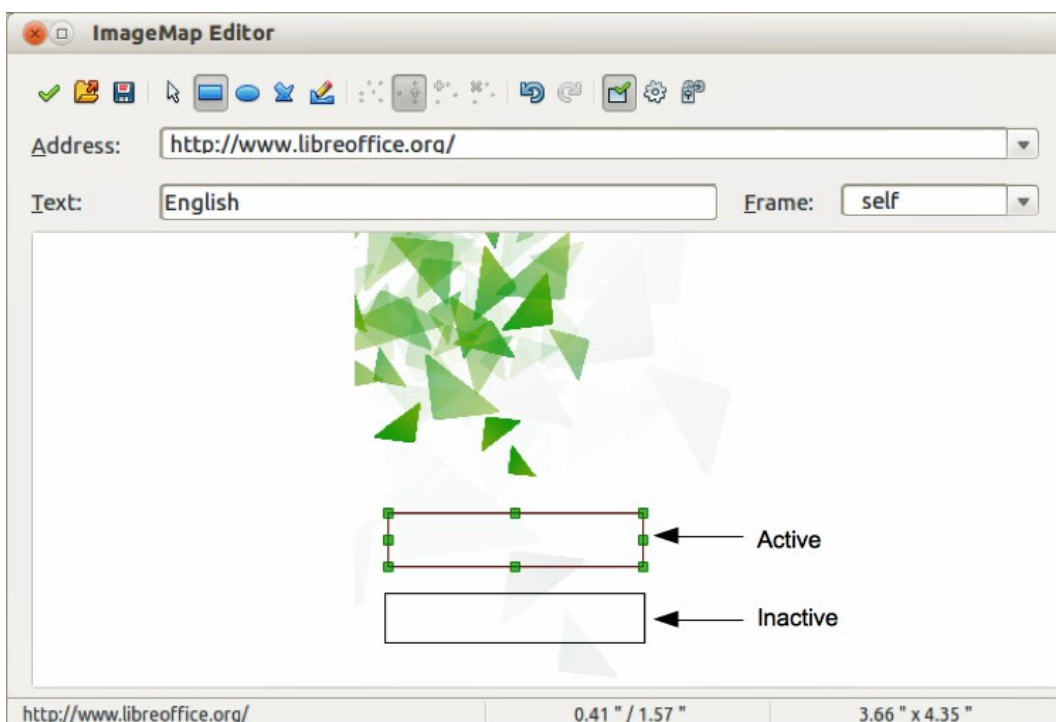 ImageMap Editor
Address: http://www.libreoffice.org/
Text: English Frame: self
Active
Inactive
http://www.libreoffice.org/ 0.41 " / 1.57 " 3.66 " x 4.35 "